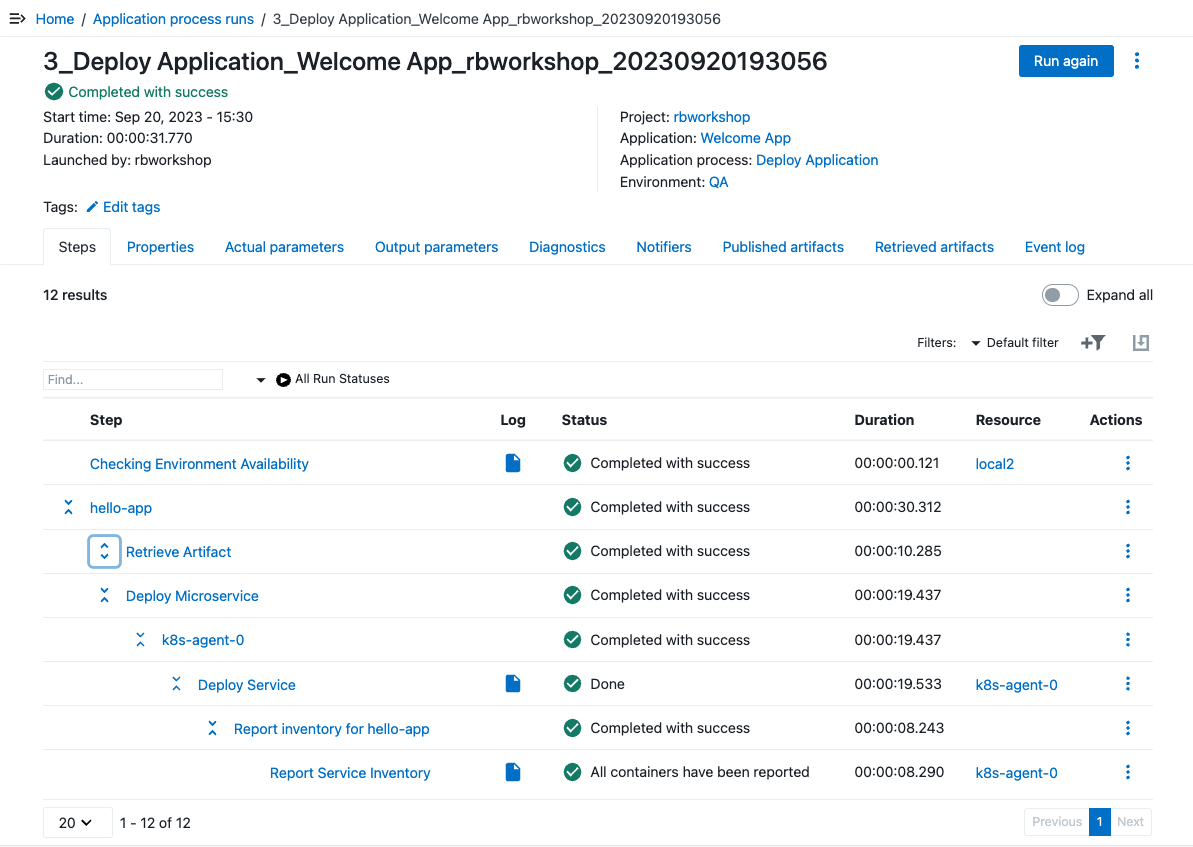 Home / Application process runs / 3_Deploy Application_Welcome App_rbworkshop_20230920193056
3_Deploy Application_Welcome App_rbworkshop_20230920193056
Run again
Completed with success
Start time: Sep 20, 2023 - 15:30
Duration: 00:00:31.770
Launched by: rbworkshop
Project: rbworkshop
Application: Welcome App
Application process: Deploy Application
Environment: QA
Tags: Edit tags
Steps Properties Actual parameters Output parameters Diagnostics Notifiers Published artifacts Retrieved artifacts Event log
12 results
Expand all
Filters: Default filter
Find... All Run Statuses
Step Log Status Duration Resource Actions
Checking Environment Availability Completed with success 00:00:00.121 local2
hello-app Completed with success 00:00:30.312
Retrieve Artifact Completed with success 00:00:10.285
Deploy Microservice Completed with success 00:00:19.437
k8s-agent-0 Completed with success 00:00:19.437
Deploy Service Done 00:00:19.533 k8s-agent-0
Report inventory for hello-app Completed with success 00:00:08.243
Report Service Inventory All containers have been reported 00:00:08.290 k8s-agent-0
20 1 - 12 of 12 Previous 1 Next